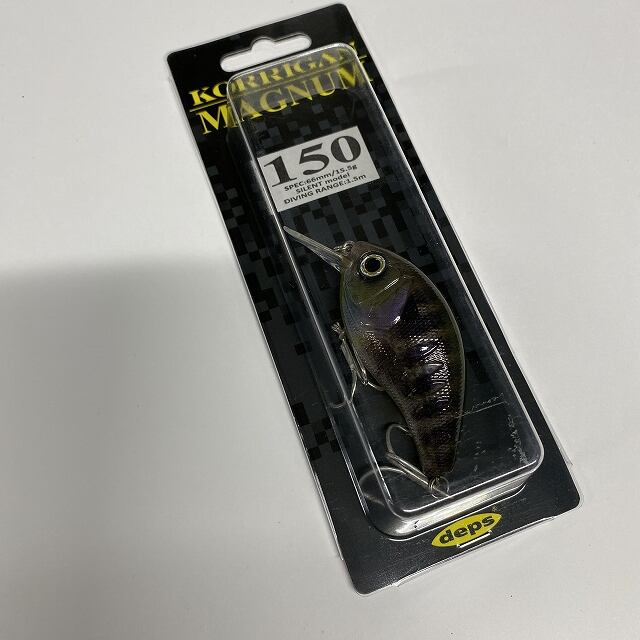 KORRIGAN
MAGNUM
150
SPEC:66mm/15.5g
SILENT model
DIVING RANGE:1.5m
deps